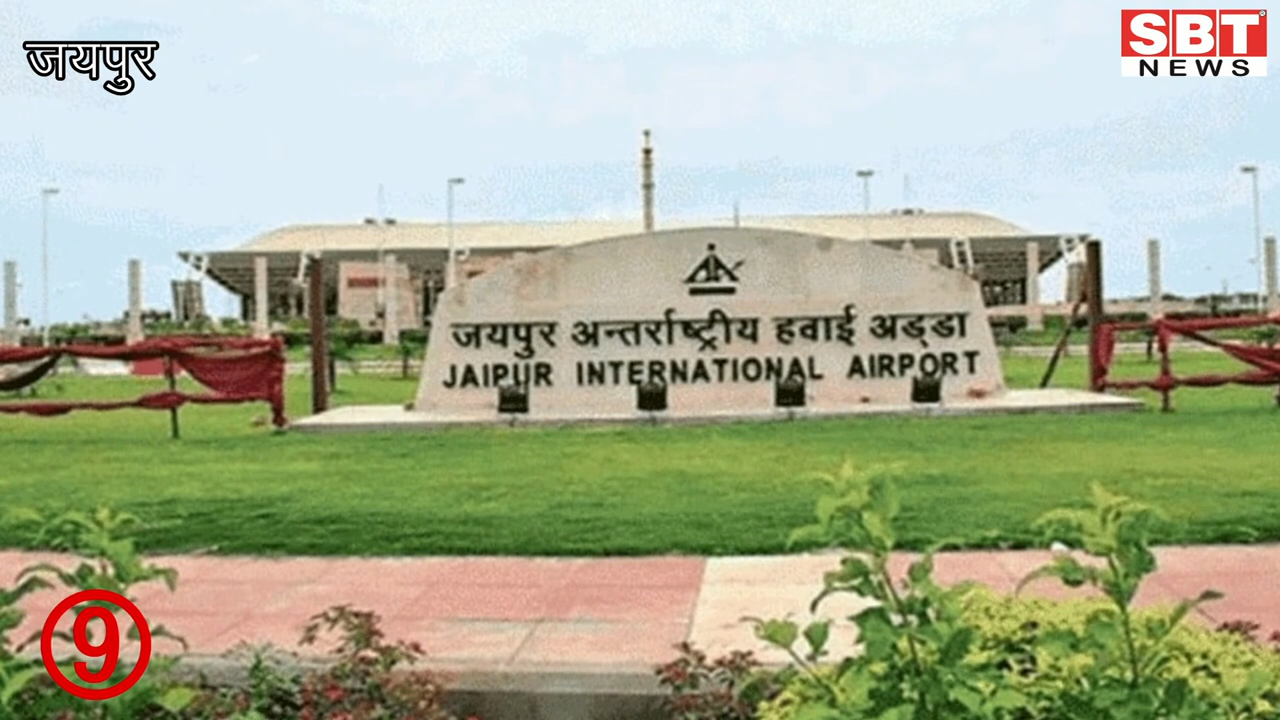 जयपुर
SBT
NEWS
जयपुर अन्तर्राष्ट्रीय हवाई अड्डा
JAIPUR INTERNATIONAL AIRPORT
9